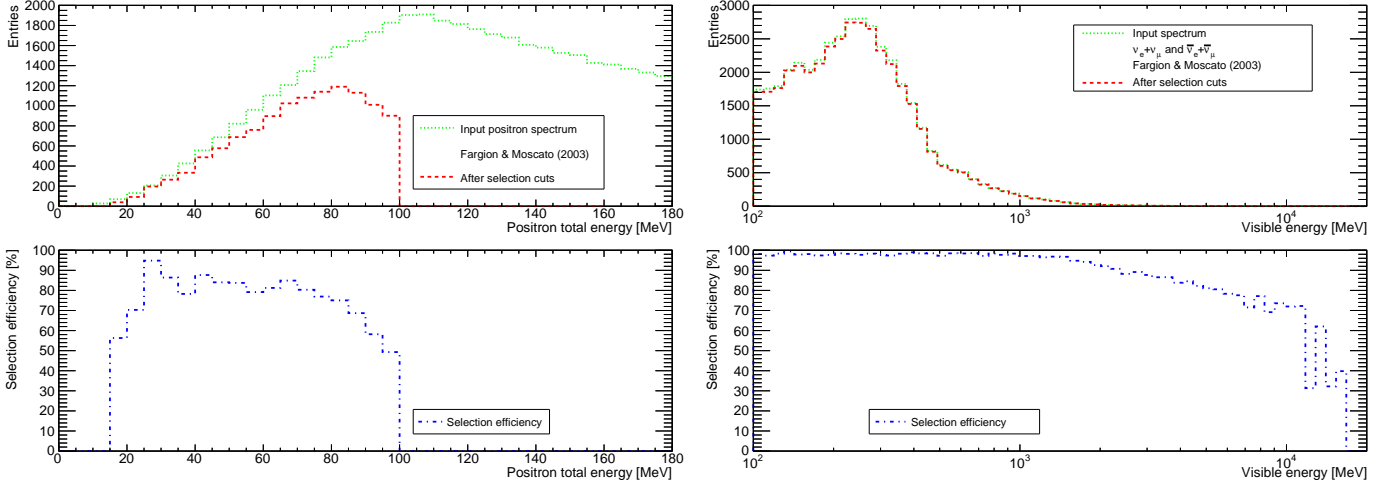 Entries
2000
1800
1600
1400
1200
1000
800
600
400
200
0
Input positron spectrum
Fargion & Moscato (2003)
After selection cuts
0 20 40 60 80 100 120 140 160 180
Positron total energy [MeV]
Entries
3000
2500
2000
1500
1000
500
0
Input spectrum
νe+νμ and ν̅e+ν̅μ
Fargion & Moscato (2003)
After selection cuts
10² 10³ 10⁴
Visible energy [MeV]
Selection efficiency [%]
100
90
80
70
60
50
40
30
20
10
0
Selection efficiency
0 20 40 60 80 100 120 140 160 180
Positron total energy [MeV]
Selection efficiency [%]
100
90
80
70
60
50
40
30
20
10
0
Selection efficiency
10² 10³ 10⁴
Visible energy [MeV]